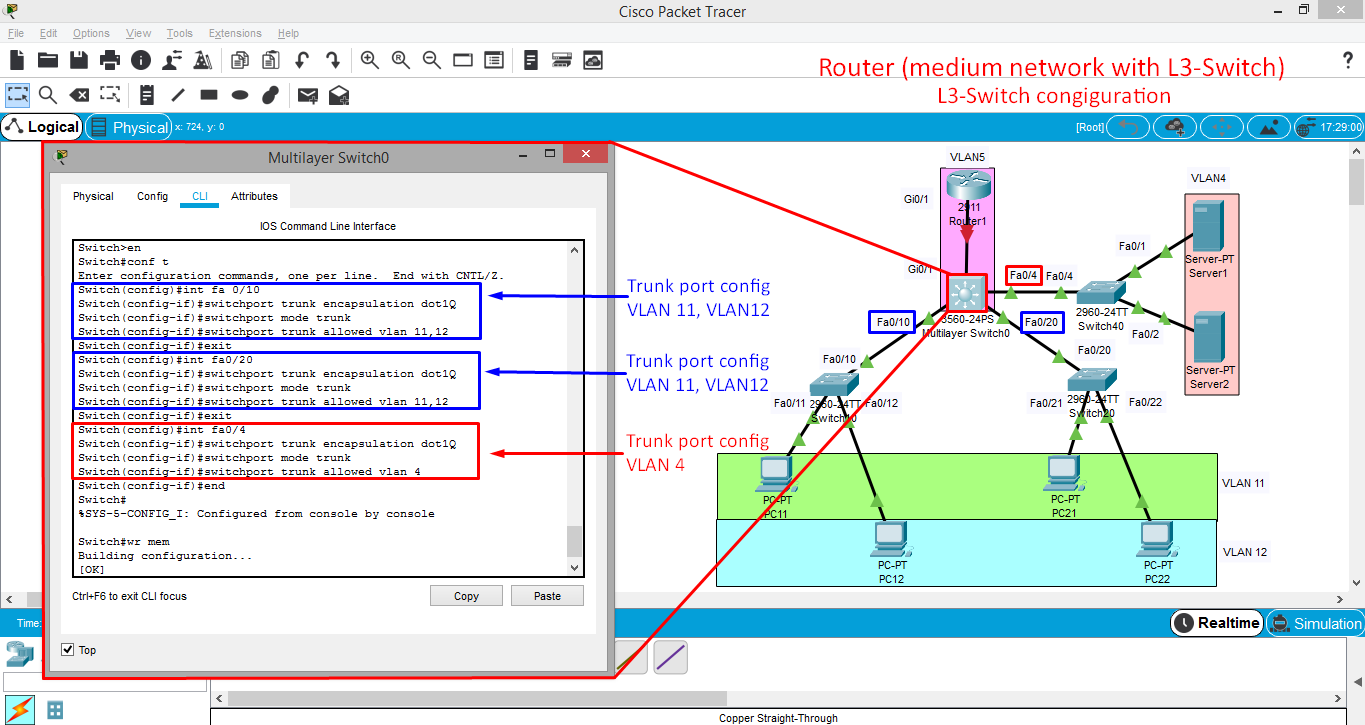 Cisco Packet Tracer
File Edit Options View Tools Extensions Help
Router (medium network with L3-Switch)
L3-Switch congiguration
Logical
Physical
x: 724, y: 0
[Root]
17:29:00
Multilayer Switch0
Physical Config CLI Attributes
IOS Command Line Interface
Switch>en
Switch#conf t
Enter configuration commands, one per line. End with CNTL/Z.
Switch(config)#int fa 0/10
Switch(config-if)#switchport trunk encapsulation dot1Q
Switch(config-if)#switchport mode trunk
Switch(config-if)#switchport trunk allowed vlan 11,12
Switch(config-if)#exit
Switch(config)#int fa0/20
Switch(config-if)#switchport trunk encapsulation dot1Q
Switch(config-if)#switchport mode trunk
Switch(config-if)#switchport trunk allowed vlan 11,12
Switch(config-if)#exit
Switch(config)#int fa0/4
Switch(config-if)#switchport trunk encapsulation dot1Q
Switch(config-if)#switchport mode trunk
Switch(config-if)#switchport trunk allowed vlan 4
Switch(config-if)#end
Switch#
%SYS-5-CONFIG_I: Configured from console by console
Switch#wr mem
Building configuration...
[OK]
Ctrl+F6 to exit CLI focus
Copy
Paste
Top
Trunk port config
VLAN 11, VLAN12
Trunk port config
VLAN 11, VLAN12
Trunk port config
VLAN 4
VLAN5
Gi0/1
2911
Router1
Gi0/1
3560-24PS
Multilayer Switch0
Fa0/4
Fa0/4
2960-24TT
Switch40
VLAN4
Fa0/1
Server-PT
Server1
Fa0/2
Server-PT
Server2
Fa0/10
Fa0/20
Fa0/10
Fa0/11
2960-24TT
Switch10
Fa0/12
Fa0/20
Fa0/21
2960-24TT
Switch20
Fa0/22
PC-PT
PC11
PC-PT
PC21
VLAN 11
PC-PT
PC12
PC-PT
PC22
VLAN 12
Time:
Realtime
Simulation
Copper Straight-Through